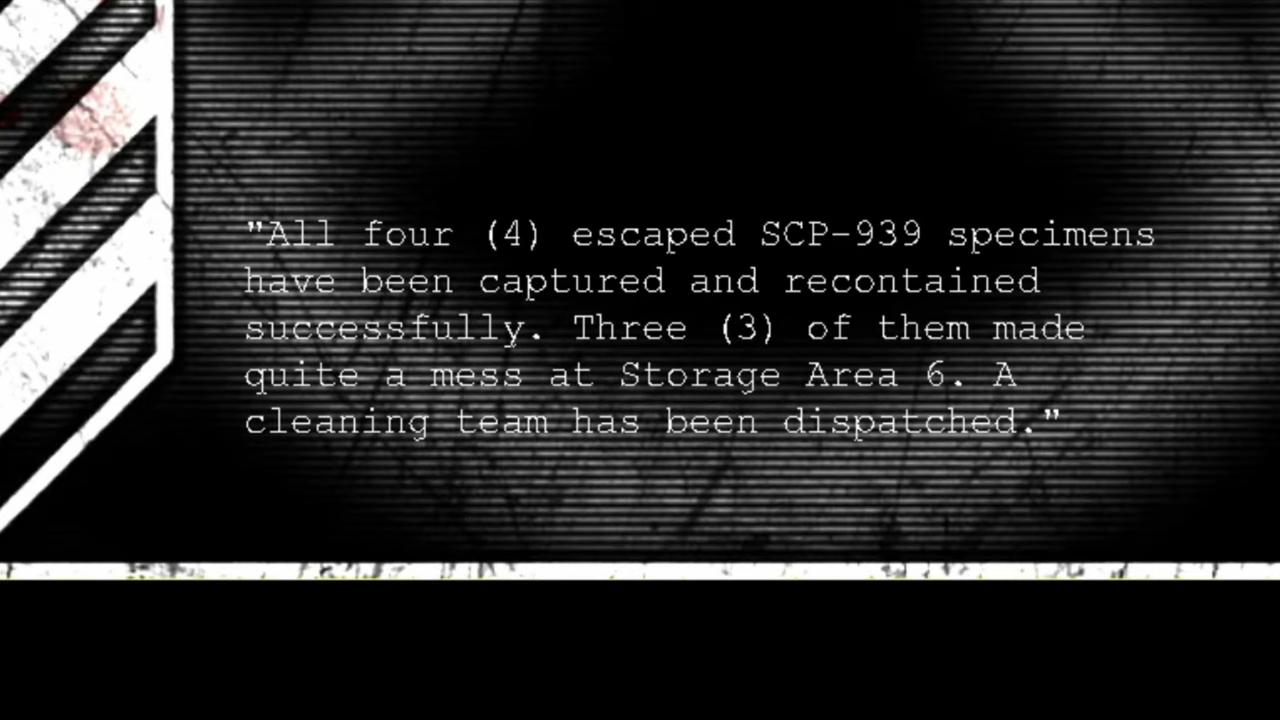 "All four (4) escaped SCP-939 specimens
have been captured and recontained
successfully. Three (3) of them made
quite a mess at Storage Area 6. A
cleaning team has been dispatched."